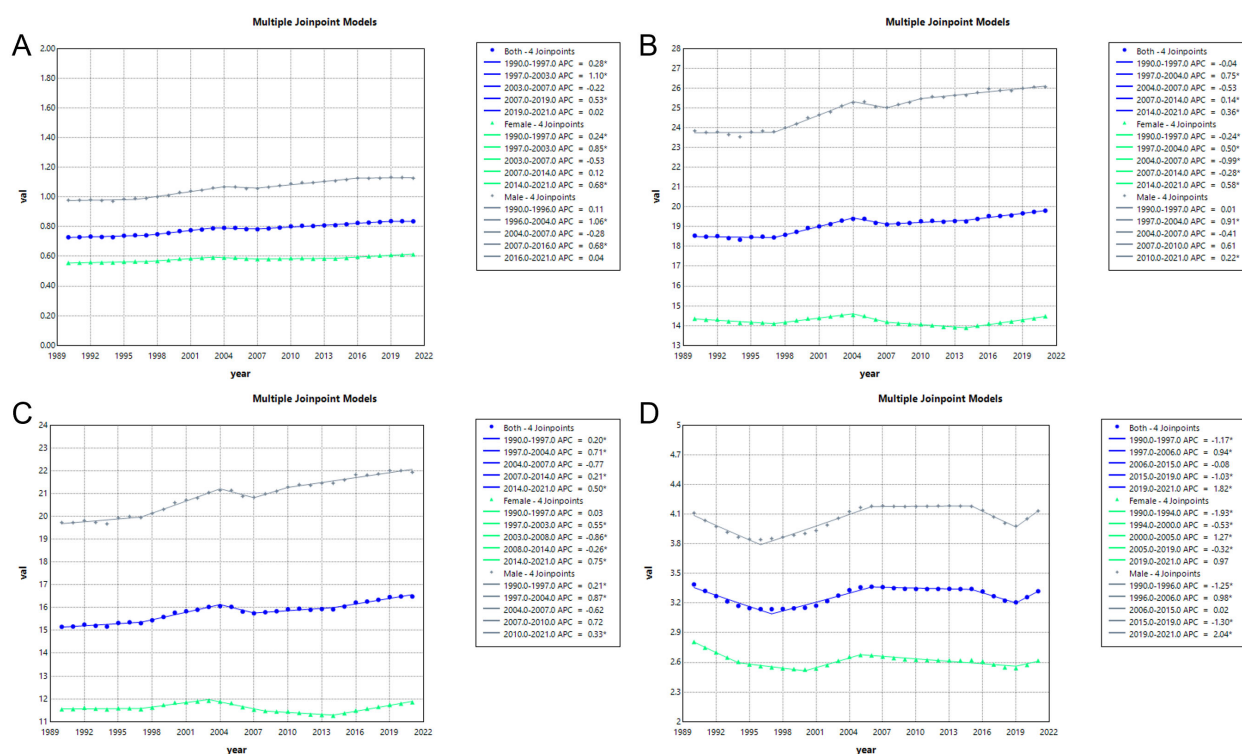 A
Multiple Joinpoint Models
2.00
1.80
1.60
1.40
1.20
1.00
0.80
0.60
0.40
0.20
0.00
val
1989 1992 1995 1998 2001 2004 2007 2010 2013 2016 2019 2022
year
Both - 4 Joinpoints
1990.0-1997.0 APC = 0.28*
1997.0-2003.0 APC = 1.10*
2003.0-2007.0 APC = -0.22
2007.0-2019.0 APC = 0.53*
2019.0-2021.0 APC = 0.02
Female - 4 Joinpoints
1990.0-1997.0 APC = 0.24*
1997.0-2003.0 APC = 0.85*
2003.0-2007.0 APC = -0.53
2007.0-2014.0 APC = 0.12
2014.0-2021.0 APC = 0.68*
Male - 4 Joinpoints
1990.0-1996.0 APC = 0.11
1996.0-2004.0 APC = 1.06*
2004.0-2007.0 APC = -0.28
2007.0-2016.0 APC = 0.68*
2016.0-2021.0 APC = 0.04
B
Multiple Joinpoint Models
28
26
25
24
23
22
20
19
18
17
16
14
13
val
1989 1992 1995 1998 2001 2004 2007 2010 2013 2016 2019 2022
year
Both - 4 Joinpoints
1990.0-1997.0 APC = -0.04
1997.0-2004.0 APC = 0.75*
2004.0-2007.0 APC = -0.53
2007.0-2014.0 APC = 0.14*
2014.0-2021.0 APC = 0.36*
Female - 4 Joinpoints
1990.0-1997.0 APC = -0.24*
1997.0-2004.0 APC = 0.50*
2004.0-2007.0 APC = -0.99*
2007.0-2014.0 APC = -0.28*
2014.0-2021.0 APC = 0.58*
Male - 4 Joinpoints
1990.0-1997.0 APC = 0.01
1997.0-2004.0 APC = 0.91*
2004.0-2007.0 APC = -0.41
2007.0-2010.0 APC = 0.61
2010.0-2021.0 APC = 0.22*
C
Multiple Joinpoint Models
24
23
21
20
19
18
16
15
14
12
11
val
1989 1992 1995 1998 2001 2004 2007 2010 2013 2016 2019 2022
year
Both - 4 Joinpoints
1990.0-1997.0 APC = 0.20*
1997.0-2004.0 APC = 0.71*
2004.0-2007.0 APC = -0.77
2007.0-2014.0 APC = 0.21*
2014.0-2021.0 APC = 0.50*
Female - 4 Joinpoints
1990.0-1997.0 APC = 0.03
1997.0-2003.0 APC = 0.55*
2003.0-2008.0 APC = -0.86*
2008.0-2014.0 APC = -0.26*
2014.0-2021.0 APC = 0.75*
Male - 4 Joinpoints
1990.0-1997.0 APC = 0.21*
1997.0-2004.0 APC = 0.87*
2004.0-2007.0 APC = -0.62
2007.0-2010.0 APC = 0.72
2010.0-2021.0 APC = 0.33*
D
Multiple Joinpoint Models
5
4.7
4.4
4.1
3.8
3.5
3.2
2.9
2.6
2.3
2
val
1989 1992 1995 1998 2001 2004 2007 2010 2013 2016 2019 2022
year
Both - 4 Joinpoints
1990.0-1997.0 APC = -1.17*
1997.0-2006.0 APC = 0.94*
2006.0-2015.0 APC = -0.08
2015.0-2019.0 APC = -1.03*
2019.0-2021.0 APC = 1.82*
Female - 4 Joinpoints
1990.0-1994.0 APC = -1.93*
1994.0-2000.0 APC = -0.53*
2000.0-2005.0 APC = 1.27*
2005.0-2019.0 APC = -0.32*
2019.0-2021.0 APC = 0.97
Male - 4 Joinpoints
1990.0-1996.0 APC = -1.25*
1996.0-2006.0 APC = 0.98*
2006.0-2015.0 APC = 0.02
2015.0-2019.0 APC = -1.30*
2019.0-2021.0 APC = 2.04*